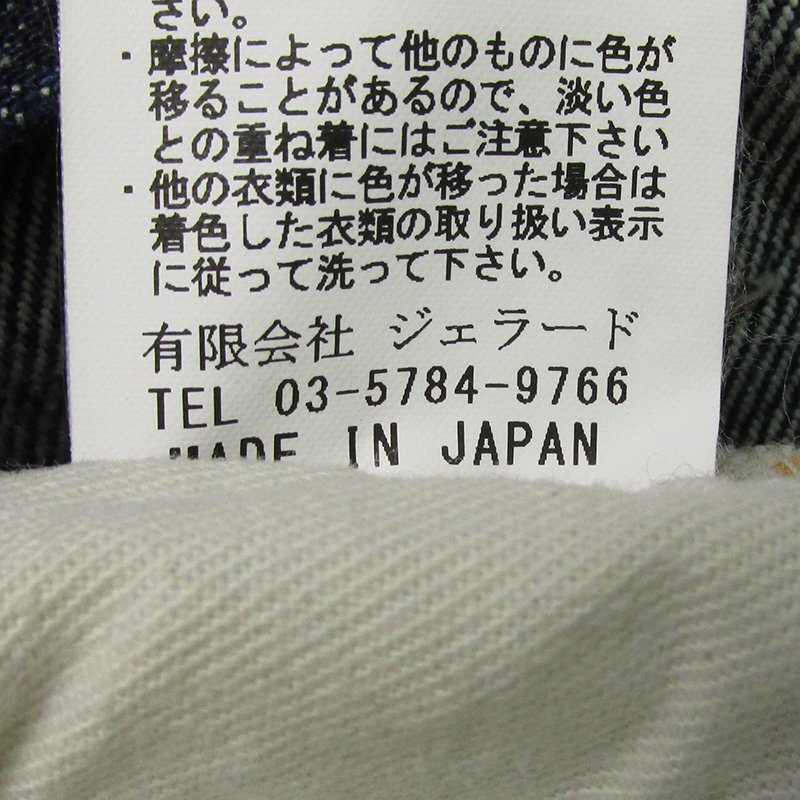 さい。
・摩擦によって他のものに色が
移ることがあるので、淡い色
との重ね着にはご注意下さい
・他の衣類に色が移った場合は
着色した衣類の取り扱い表示
に従って洗って下さい。
有限会社 ジェラード
TEL 03-5784-9766
MADE IN JAPAN